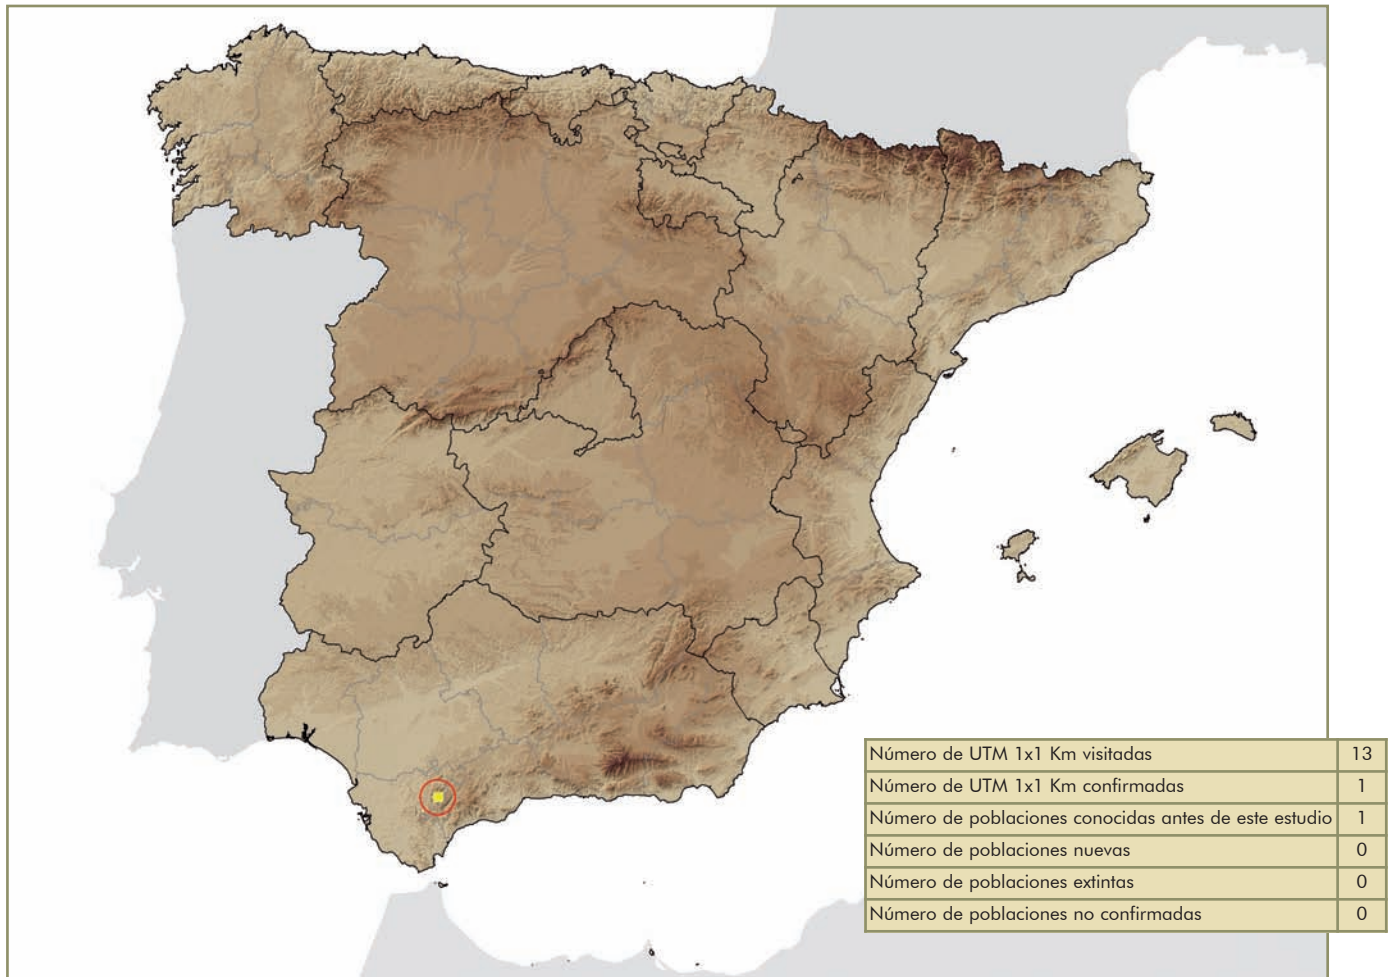 Número de UTM 1x1 Km visitadas 13
Número de UTM 1x1 Km confirmadas 1
Número de poblaciones conocidas antes de este estudio 1
Número de poblaciones nuevas 0
Número de poblaciones extintas 0
Número de poblaciones no confirmadas 0